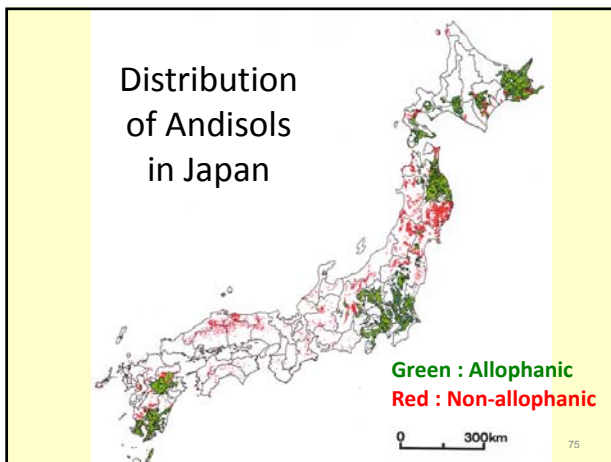 Distribution
of Andisols
in Japan
Green : Allophanic
Red : Non-allophanic
0 300km
75